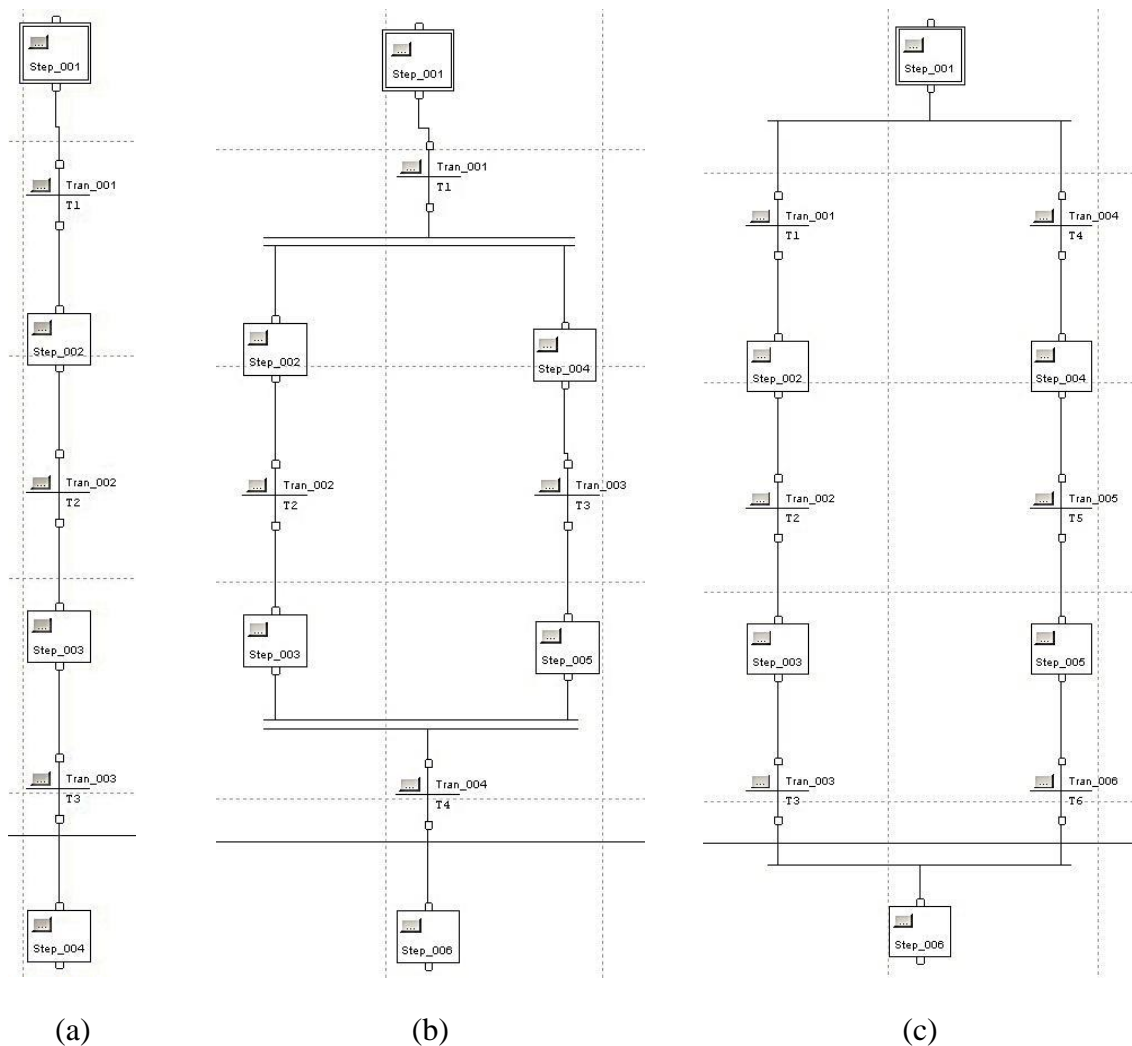 Step_001
Tran_001
T1
Step_002
Tran_002
T2
Step_003
Tran_003
T3
Step_004
(a)
Step_001
Tran_001
T1
Step_002
Step_004
Tran_002
T2
Tran_003
T3
Step_003
Step_005
Tran_004
T4
Step_006
(b)
Step_001
Tran_001
T1
Tran_004
T4
Step_002
Step_004
Tran_002
T2
Tran_005
T5
Step_003
Step_005
Tran_003
T3
Tran_006
T6
Step_006
(c)